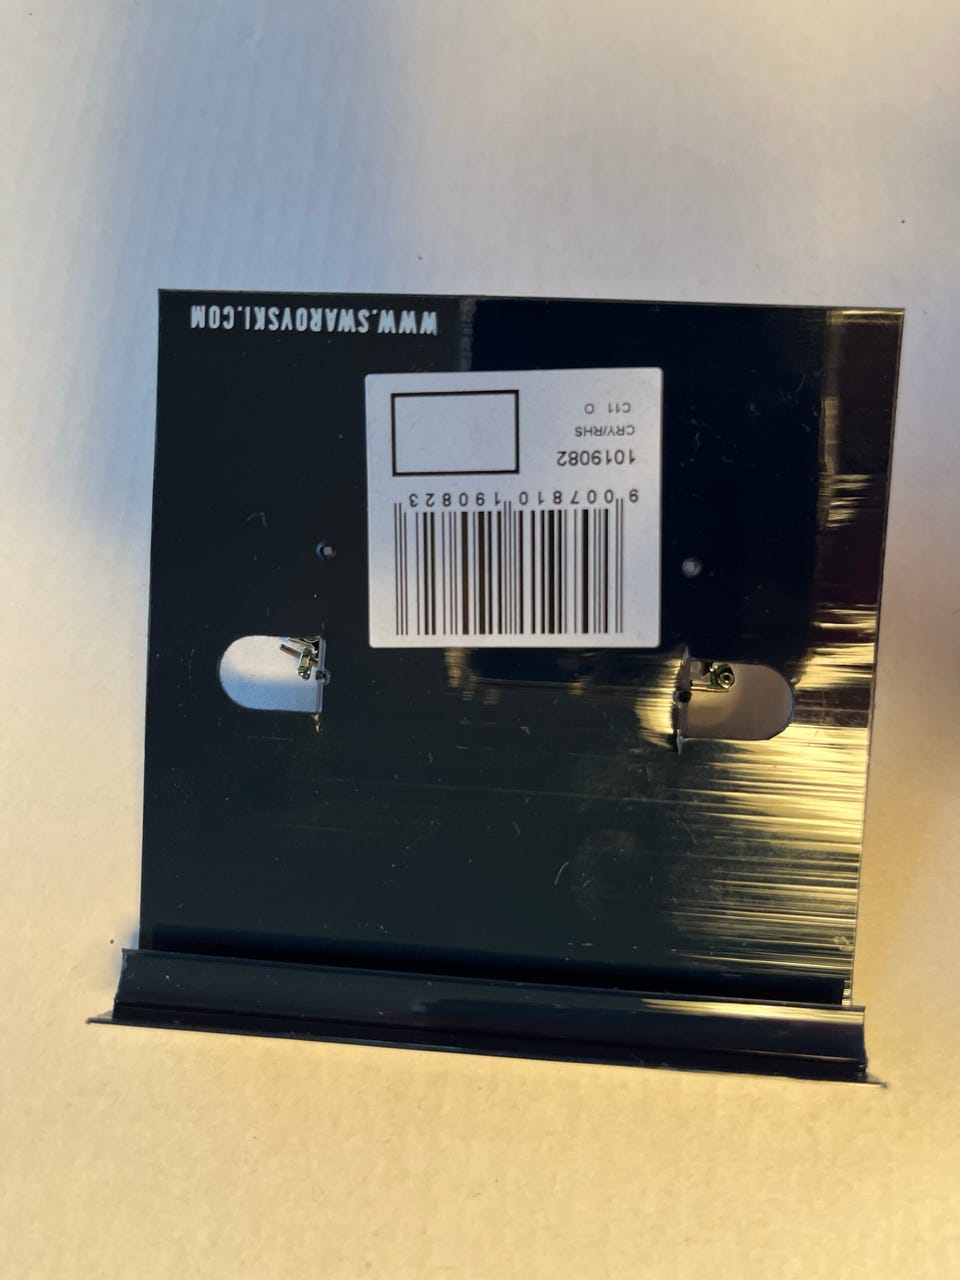 9 007810 190823
1019082
CRY/RHS
C11 O
WWW.SWAROVSKI.COM